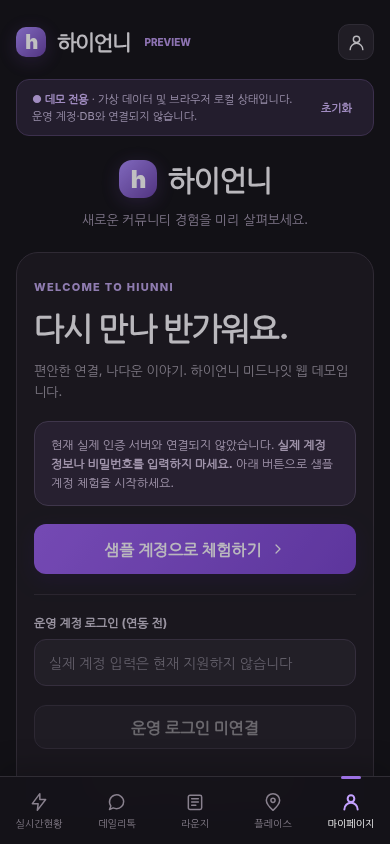 h 하이언니 PREVIEW
● 데모 전용 · 가상 데이터 및 브라우저 로컬 상태입니다.
운영 계정·DB와 연결되지 않습니다.
초기화
h 하이언니
새로운 커뮤니티 경험을 미리 살펴보세요.
WELCOME TO HIUNNI
다시 만나 반가워요.
편안한 연결, 나다운 이야기. 하이언니 미드나잇 웹 데모입
니다.
현재 실제 인증 서버와 연결되지 않았습니다. 실제 계정
정보나 비밀번호를 입력하지 마세요. 아래 버튼으로 샘플
계정 체험을 시작하세요.
샘플 계정으로 체험하기
운영 계정 로그인 (연동 전)
실제 계정 입력은 현재 지원하지 않습니다
운영 로그인 미연결
실시간현황 데일리톡 라운지 플레이스 마이페이지